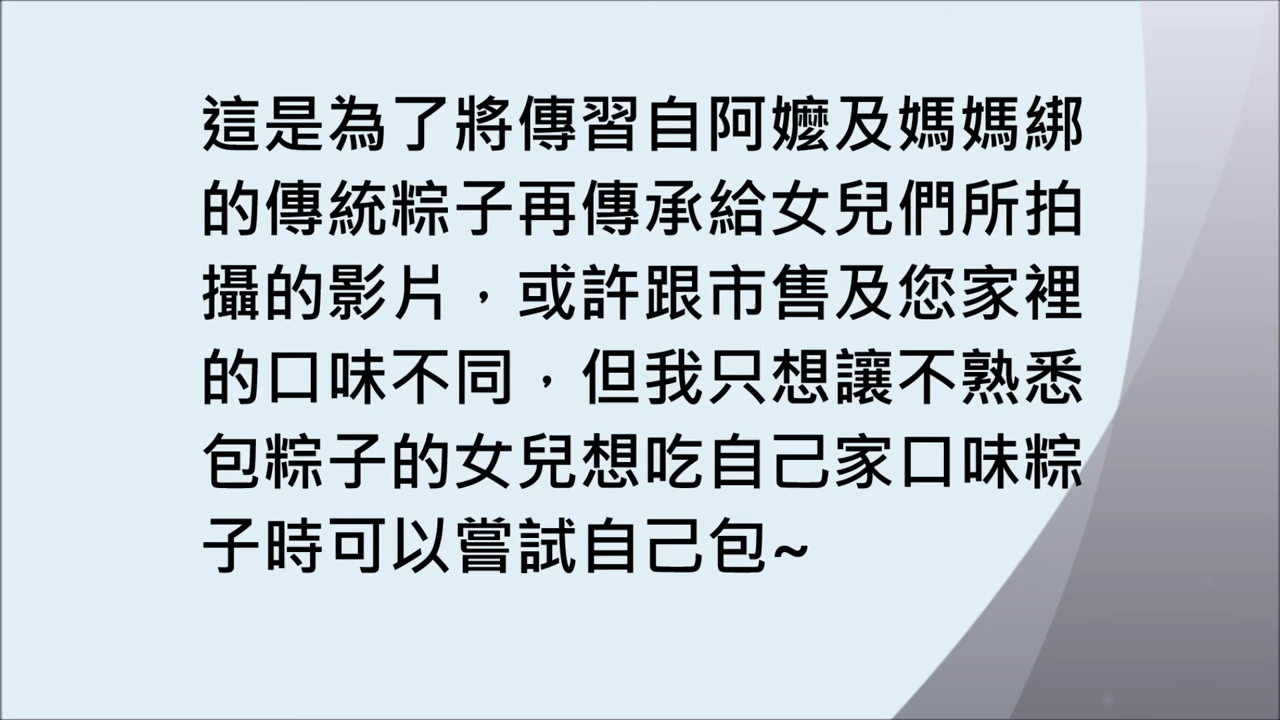 這是為了將傳習自阿嬤及媽媽綁
的傳統粽子再傳承給女兒們所拍
攝的影片，或許跟市售及您家裡
的口味不同，但我只想讓不熟悉
包粽子的女兒想吃自己家口味粽
子時可以嘗試自己包~